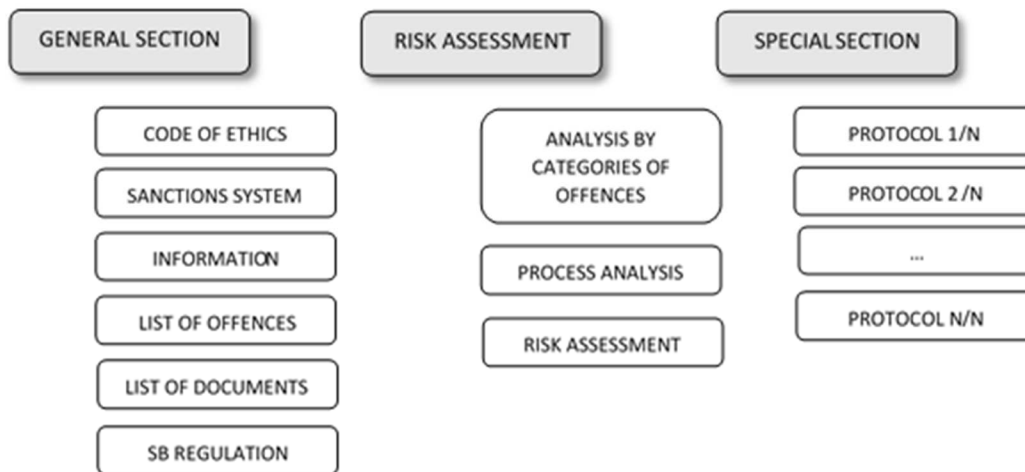 GENERAL SECTION
CODE OF ETHICS
SANCTIONS SYSTEM
INFORMATION
LIST OF OFFENCES
LIST OF DOCUMENTS
SB REGULATION
RISK ASSESSMENT
ANALYSIS BY
CATEGORIES OF
OFFENCES
PROCESS ANALYSIS
RISK ASSESSMENT
SPECIAL SECTION
PROTOCOL 1/N
PROTOCOL 2 /N
...
PROTOCOL N/N